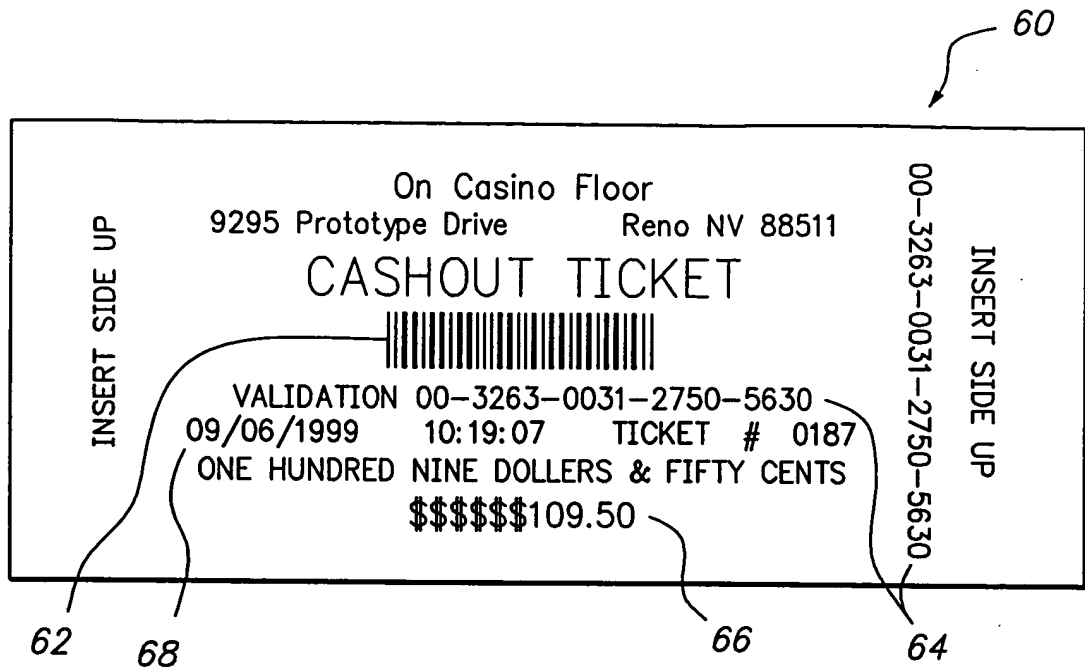 60
On Casino Floor
9295 Prototype Drive Reno NV 88511
CASHOUT TICKET
VALIDATION 00-3263-0031-2750-5630
09/06/1999 10:19:07 TICKET # 0187
ONE HUNDRED NINE DOLLERS & FIFTY CENTS
$$$$$$109.50
INSERT SIDE UP
00-3263-0031-2750-5630
INSERT SIDE UP
62
68
66
64